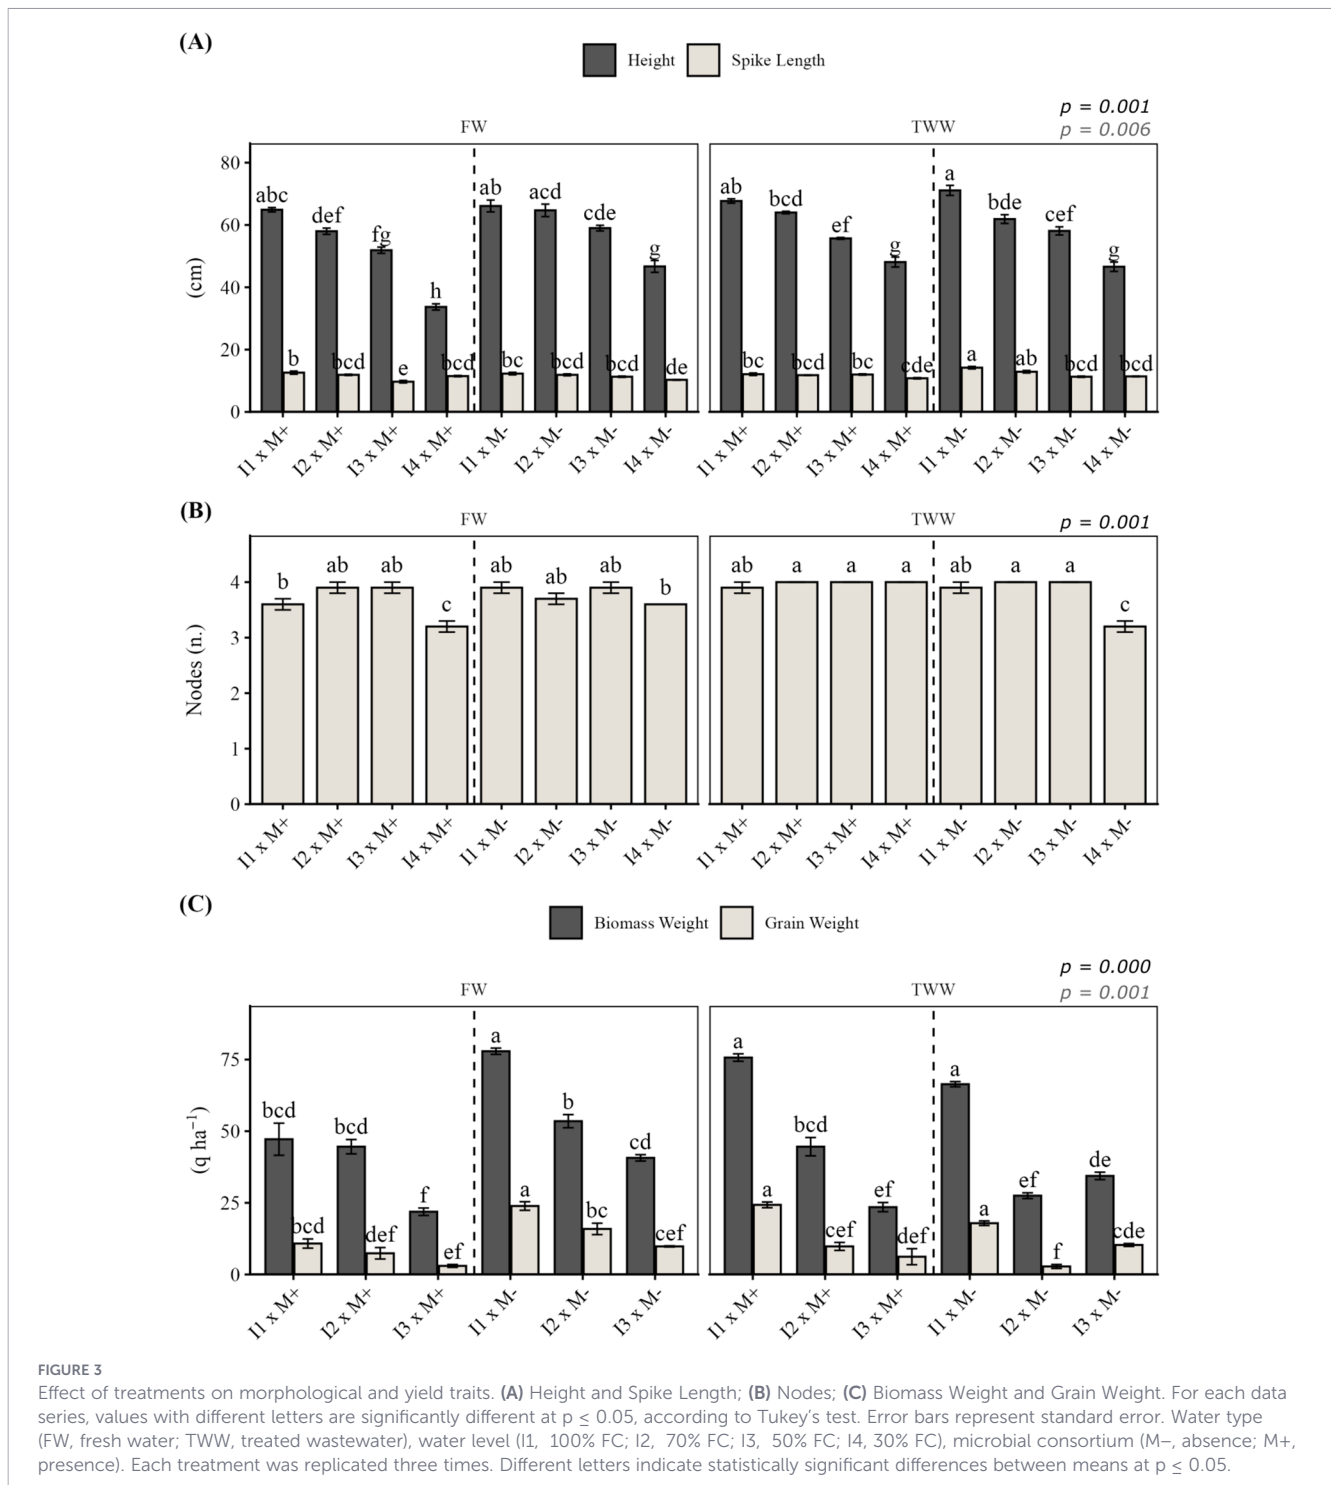 (A)
Height Spike Length
p = 0.001
p = 0.006
FW TWW
80
60
40
20
0
(cm)
abc def fg h ab acd cde g ab bcd ef g a bde cef g
b bcd e bcd bc bcd bcd de bc bcd bc cde a ab bcd bcd
I1 x M+ I2 x M+ I3 x M+ I4 x M+ I1 x M- I2 x M- I3 x M- I4 x M- I1 x M+ I2 x M+ I3 x M+ I4 x M+ I1 x M- I2 x M- I3 x M- I4 x M-
(B)
FW TWW p = 0.001
4
3
2
1
0
Nodes (n.)
b ab ab c ab ab ab b ab a a a ab a a c
I1 x M+ I2 x M+ I3 x M+ I4 x M+ I1 x M- I2 x M- I3 x M- I4 x M- I1 x M+ I2 x M+ I3 x M+ I4 x M+ I1 x M- I2 x M- I3 x M- I4 x M-
(C)
Biomass Weight Grain Weight
p = 0.000
p = 0.001
FW TWW
75
50
25
0
(q ha⁻¹)
bcd bcd f a b cd a bcd ef a ef de
bcd def ef a bc cef a cef def a f cde
I1 x M+ I2 x M+ I3 x M+ I1 x M- I2 x M- I3 x M- I1 x M+ I2 x M+ I3 x M+ I1 x M- I2 x M- I3 x M-
FIGURE 3
Effect of treatments on morphological and yield traits. (A) Height and Spike Length; (B) Nodes; (C) Biomass Weight and Grain Weight. For each data
series, values with different letters are significantly different at p ≤ 0.05, according to Tukey's test. Error bars represent standard error. Water type
(FW, fresh water; TWW, treated wastewater), water level (I1, 100% FC; I2, 70% FC; I3, 50% FC; I4, 30% FC), microbial consortium (M−, absence; M+,
presence). Each treatment was replicated three times. Different letters indicate statistically significant differences between means at p ≤ 0.05.